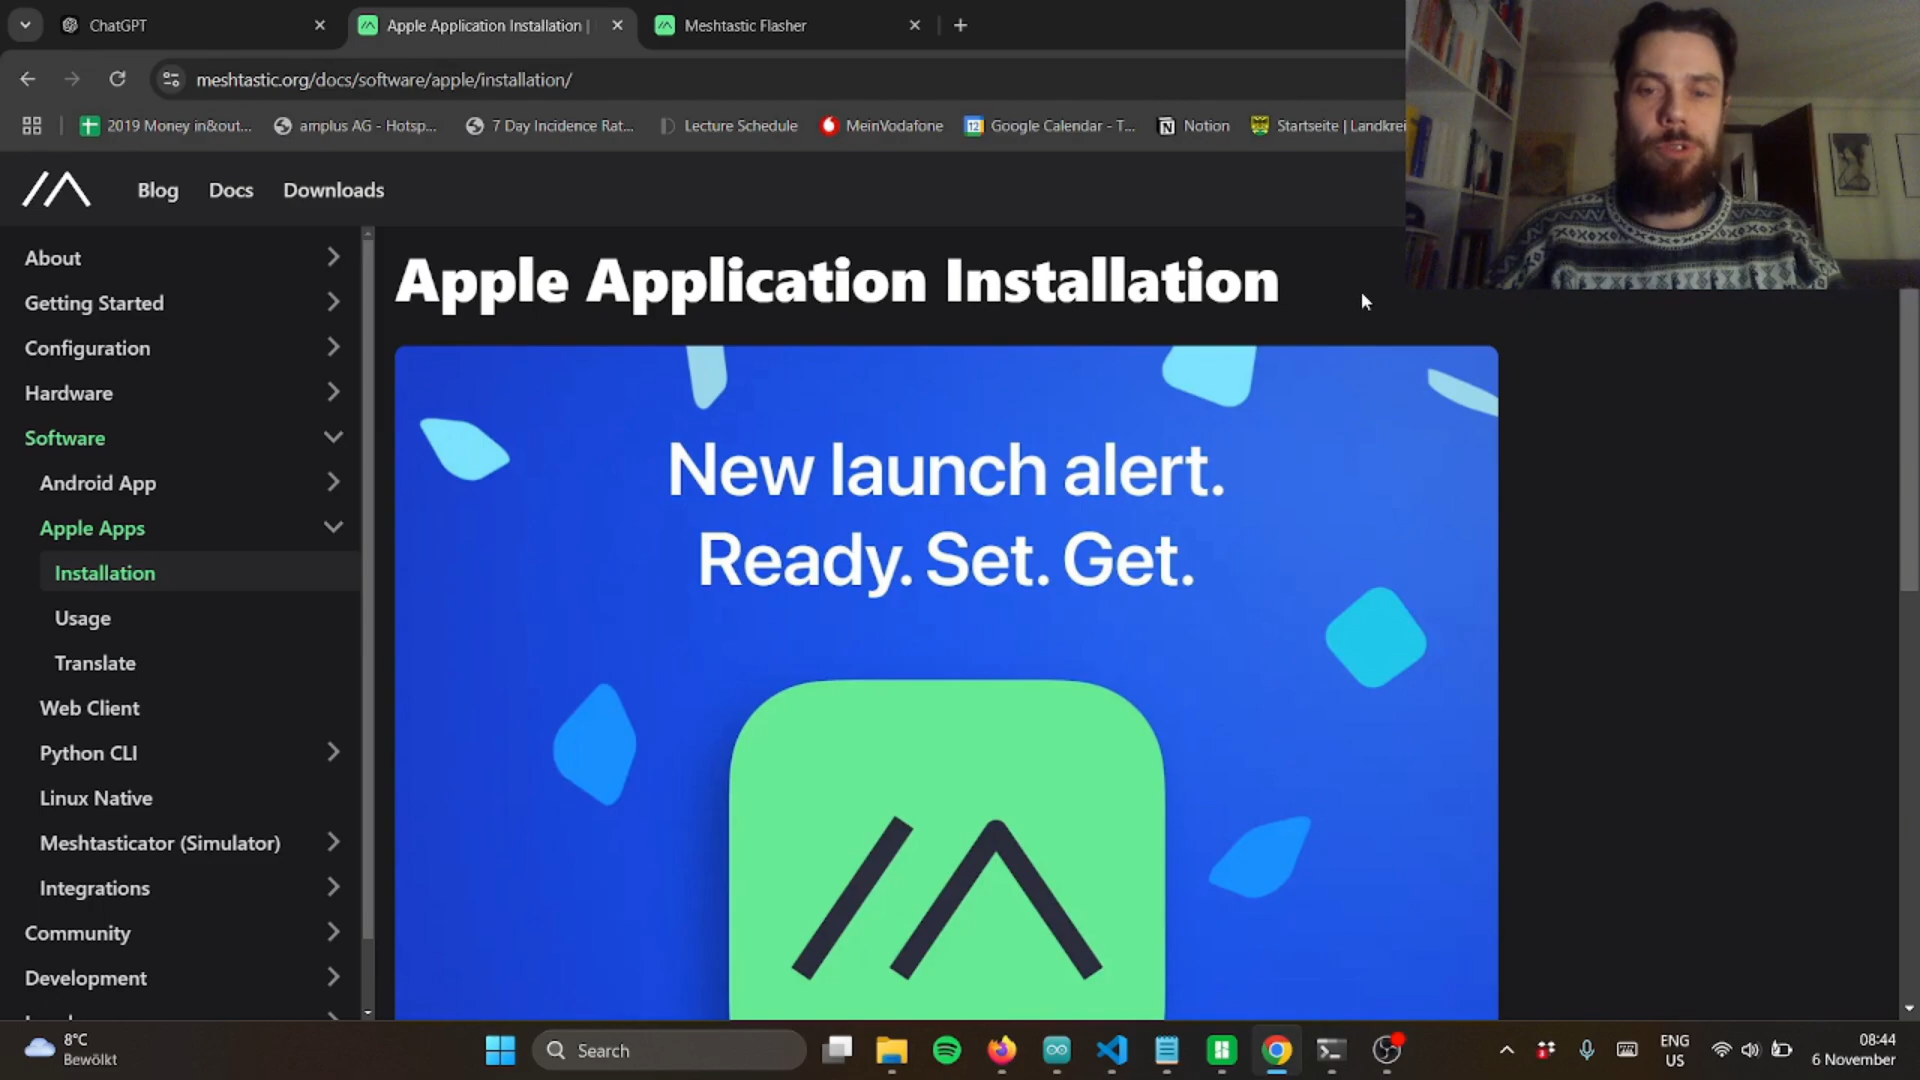 ChatGPT
Apple Application Installation |
Meshtastic Flasher
meshtastic.org/docs/software/apple/installation/
2019 Money in&out...
amplus AG - Hotsp...
7 Day Incidence Rat...
Lecture Schedule
MeinVodafone
12
Google Calendar - T...
Notion
Startseite | Landkrei
Blog
Docs
Downloads
About
Getting Started
Configuration
Hardware
Software
Android App
Apple Apps
Installation
Usage
Translate
Web Client
Python CLI
Linux Native
Meshtasticator (Simulator)
Integrations
Community
Development
Apple Application Installation
New launch alert.
Ready. Set. Get.
8°C
Bewölkt
Search
ENG
US
08:44
6 November